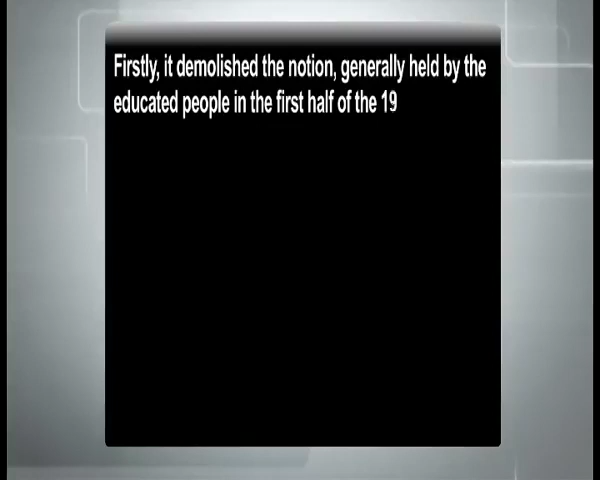 Firstly, it demolished the notion, generally held by the
educated people in the first half of the 19